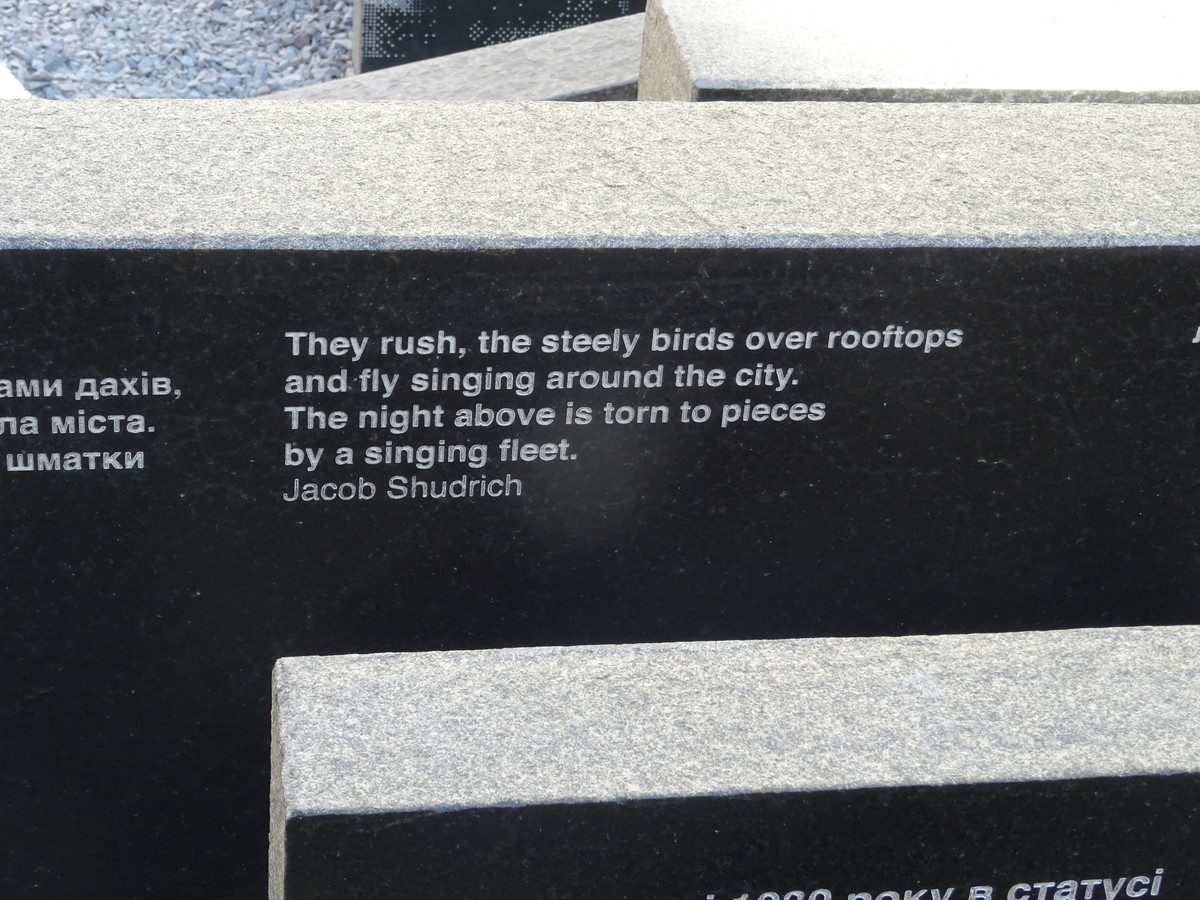 ами дахів,
ла міста.
шматки
They rush, the steely birds over rooftops
and fly singing around the city.
The night above is torn to pieces
by a singing fleet.
Jacob Shudrich
року в статусі